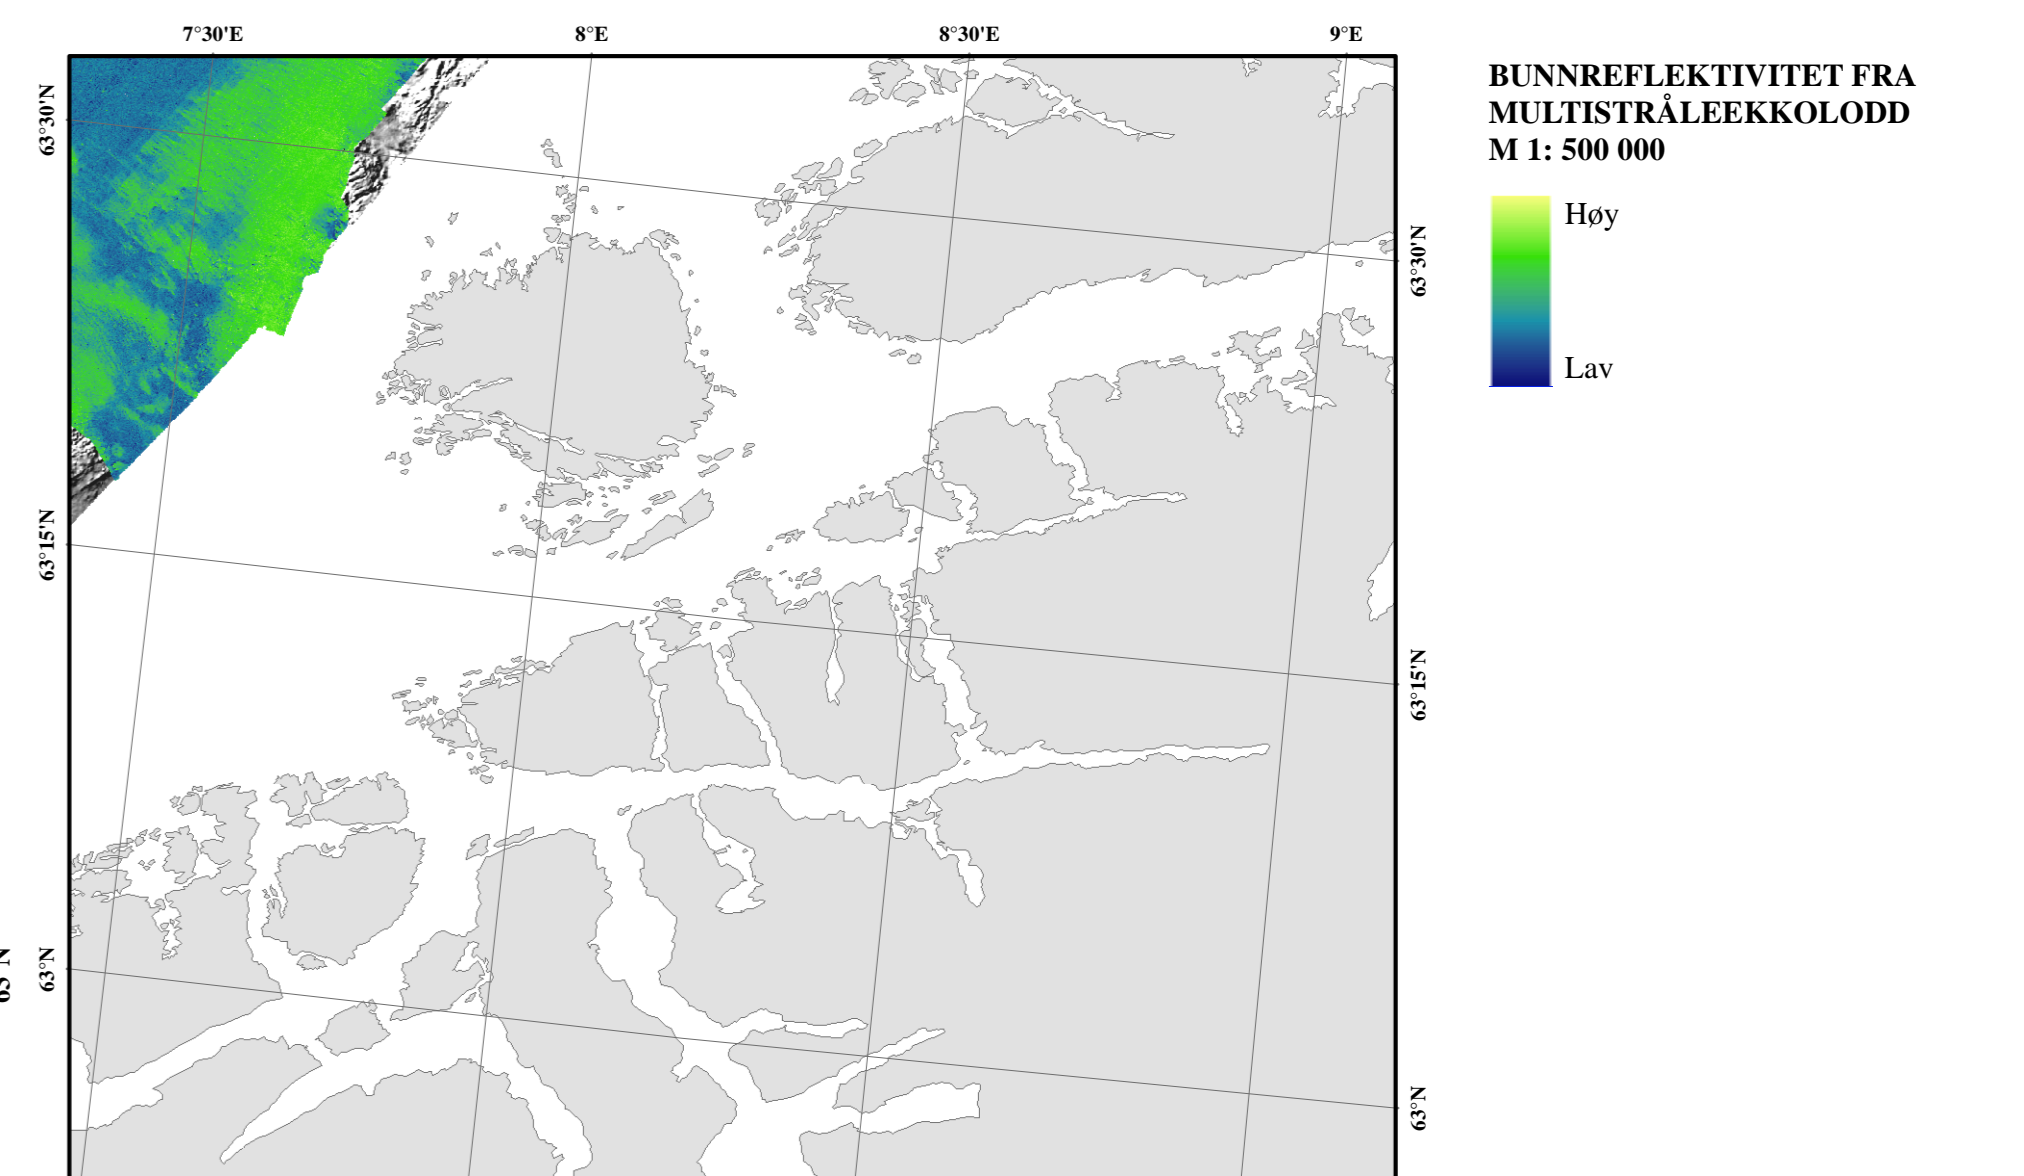 7°30'E 8°E 8°30'E 9°E
BUNNREFLEKTIVITET FRA
MULTISTRÅLEEKKOLODD
M 1: 500 000
Høy
Lav
63°30'N
63°30'N
63°15'N
63°15'N
63°N
63°N